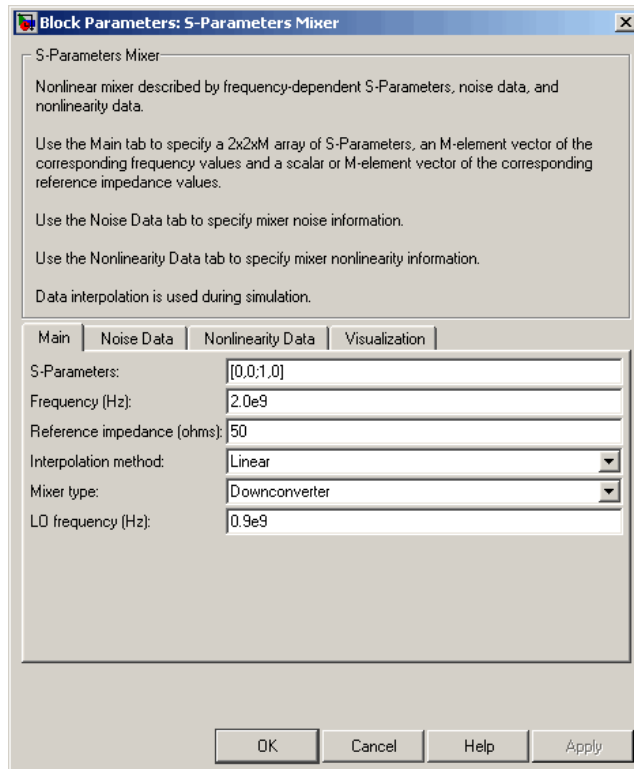 Block Parameters: S-Parameters Mixer
S-Parameters Mixer
Nonlinear mixer described by frequency-dependent S-Parameters, noise data, and
nonlinearity data.
Use the Main tab to specify a 2x2xM array of S-Parameters, an M-element vector of the
corresponding frequency values and a scalar or M-element vector of the corresponding
reference impedance values.
Use the Noise Data tab to specify mixer noise information.
Use the Nonlinearity Data tab to specify mixer nonlinearity information.
Data interpolation is used during simulation.
Main Noise Data Nonlinearity Data Visualization
S-Parameters: [0,0;1,0]
Frequency (Hz): 2.0e9
Reference impedance (ohms): 50
Interpolation method: Linear
Mixer type: Downconverter
LO frequency (Hz): 0.9e9
OK Cancel Help Apply